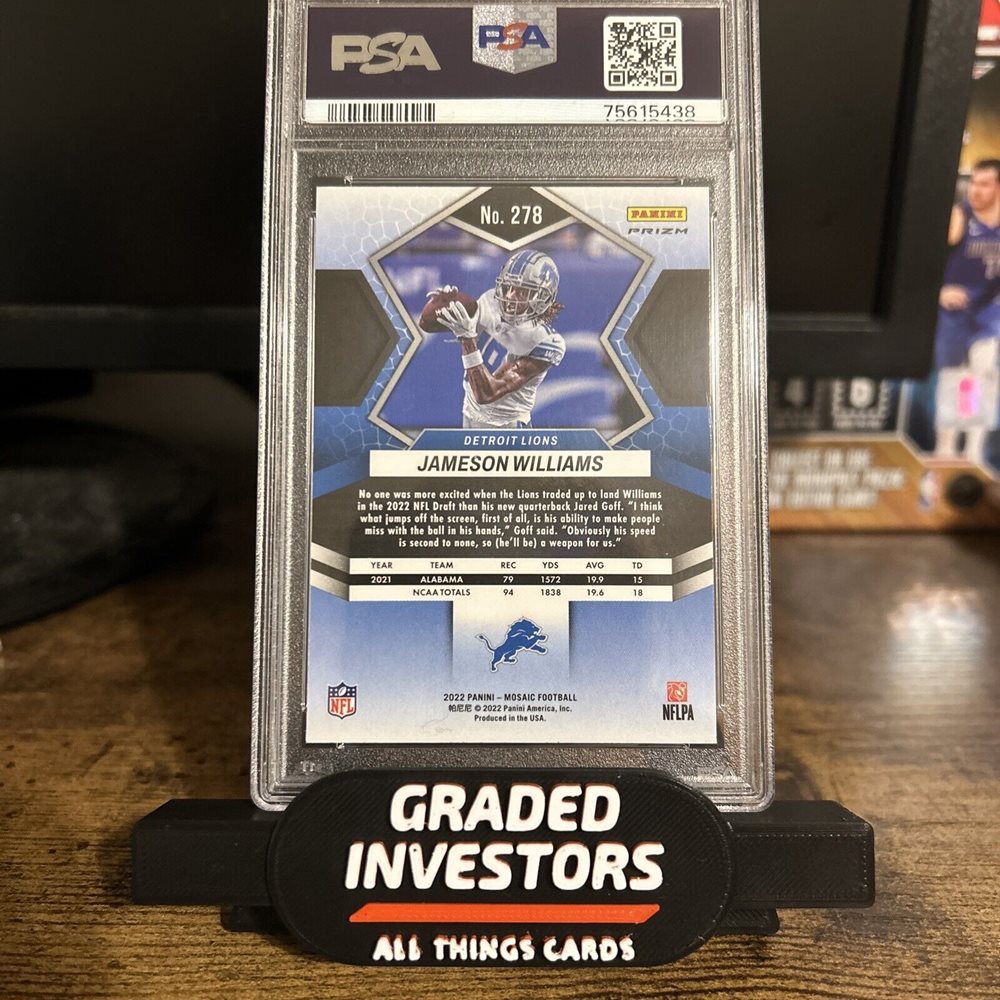 PSA
PSA
75615438
No. 278
PANINI
PRIZM
DETROIT LIONS
JAMESON WILLIAMS
No one was more excited when the Lions traded up to land Williams
in the 2022 NFL Draft than his new quarterback Jared Goff. “I think
what jumps off the screen, first of all, is his ability to make people
miss with the ball in his hands,” Goff said. “Obviously his speed
is second to none, so (he'll be) a weapon for us.”
YEAR TEAM REC YDS AVG TD
2021 ALABAMA 79 1572 19.9 15
NCAA TOTALS 94 1838 19.6 18
NFL
2022 PANINI – MOSAIC FOOTBALL
帕尼尼 © 2022 Panini America, Inc.
Produced in the USA.
NFLPA
GRADED
INVESTORS
ALL THINGS CARDS